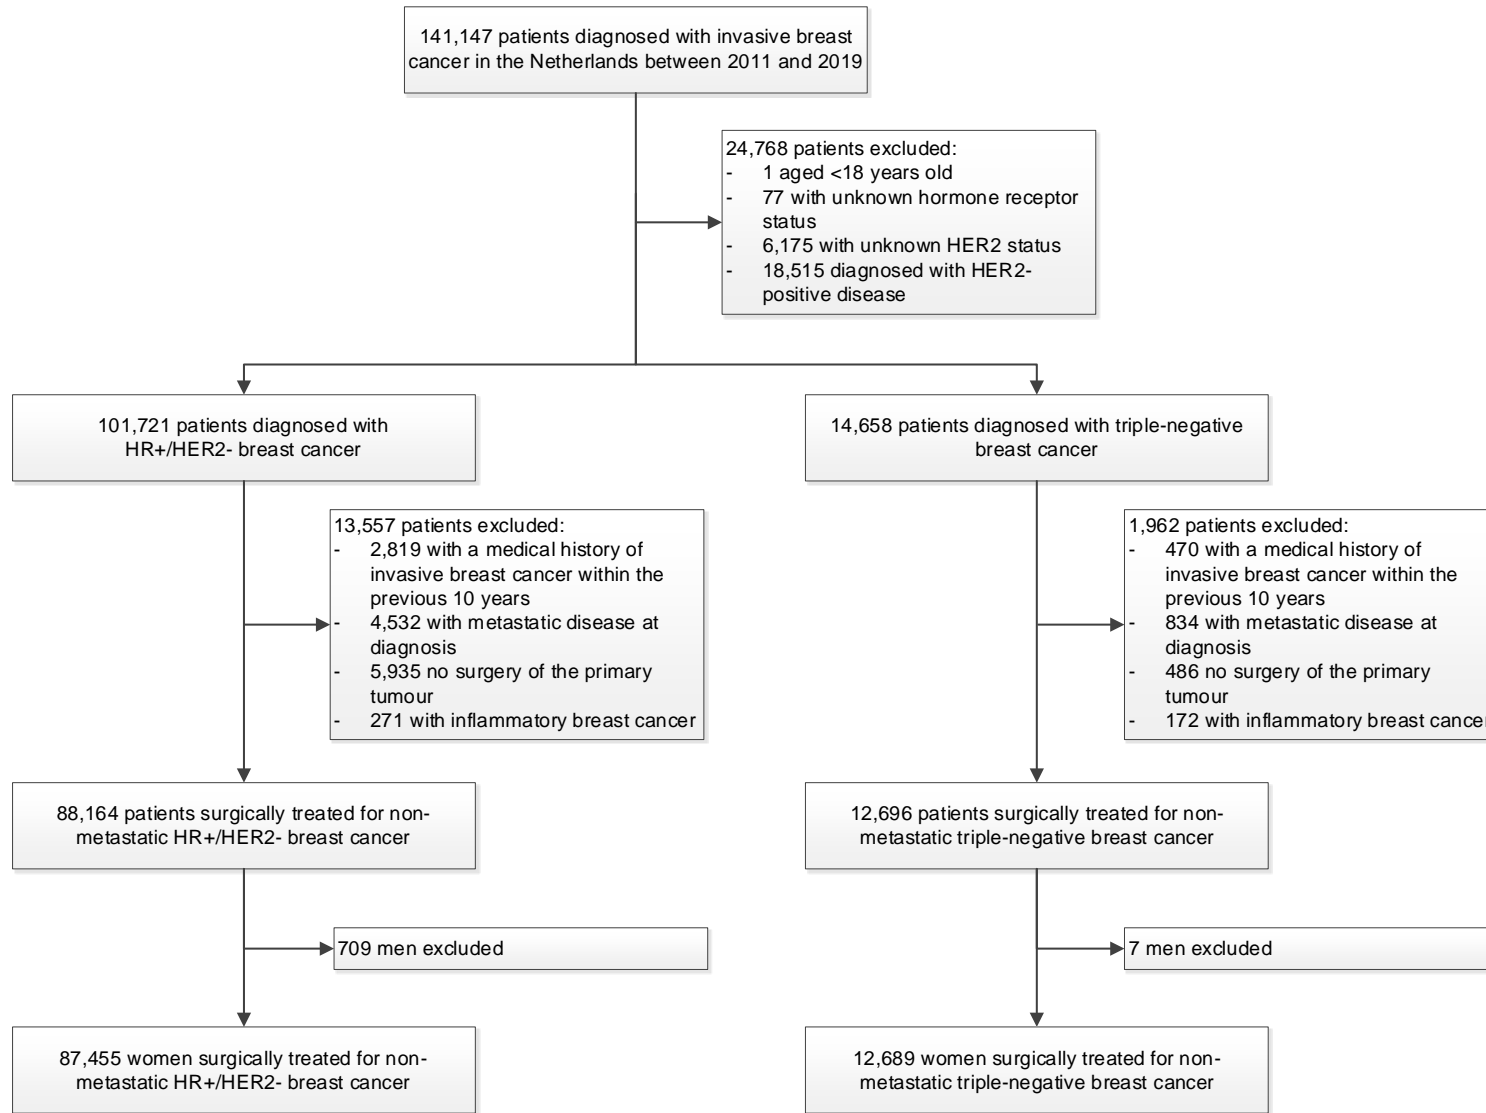 141,147 patients diagnosed with invasive breast
cancer in the Netherlands between 2011 and 2019
24,768 patients excluded:
- 1 aged <18 years old
- 77 with unknown hormone receptor
status
- 6,175 with unknown HER2 status
- 18,515 diagnosed with HER2-
positive disease
101,721 patients diagnosed with
HR+/HER2- breast cancer
14,658 patients diagnosed with triple-negative
breast cancer
13,557 patients excluded:
- 2,819 with a medical history of
invasive breast cancer within the
previous 10 years
- 4,532 with metastatic disease at
diagnosis
- 5,935 no surgery of the primary
tumour
- 271 with inflammatory breast cancer
1,962 patients excluded:
- 470 with a medical history of
invasive breast cancer within the
previous 10 years
- 834 with metastatic disease at
diagnosis
- 486 no surgery of the primary
tumour
- 172 with inflammatory breast cancer
88,164 patients surgically treated for non-
metastatic HR+/HER2- breast cancer
12,696 patients surgically treated for non-
metastatic triple-negative breast cancer
709 men excluded
7 men excluded
87,455 women surgically treated for non-
metastatic HR+/HER2- breast cancer
12,689 women surgically treated for non-
metastatic triple-negative breast cancer